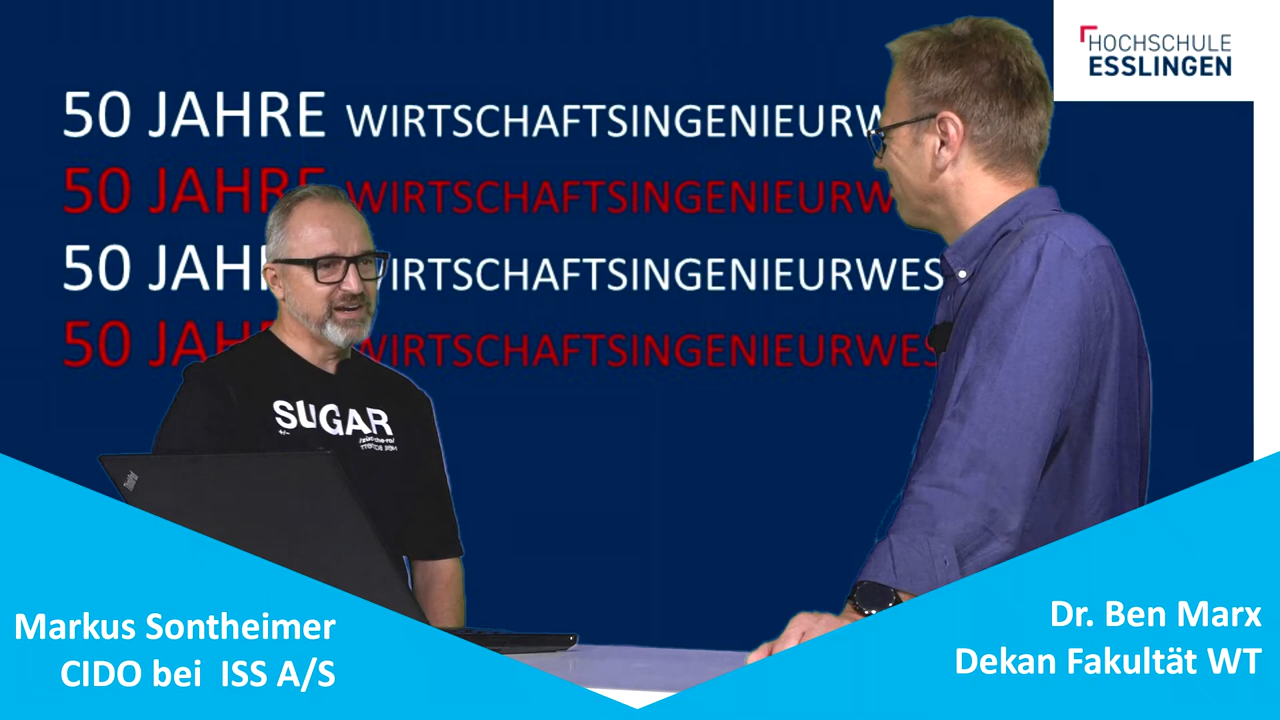 HOCHSCHULE
ESSLINGEN
50 JAHRE WIRTSCHAFTSINGENIEURW
50 JAHRE WIRTSCHAFTSINGENIEURW
50 JAH WIRTSCHAFTSINGENIEURWES
50 JAHR WIRTSCHAFTSINGENIEURWES
SUGAR
+/-
ThinkPad
Markus Sontheimer
CIDO bei ISS A/S
Dr. Ben Marx
Dekan Fakultät WT